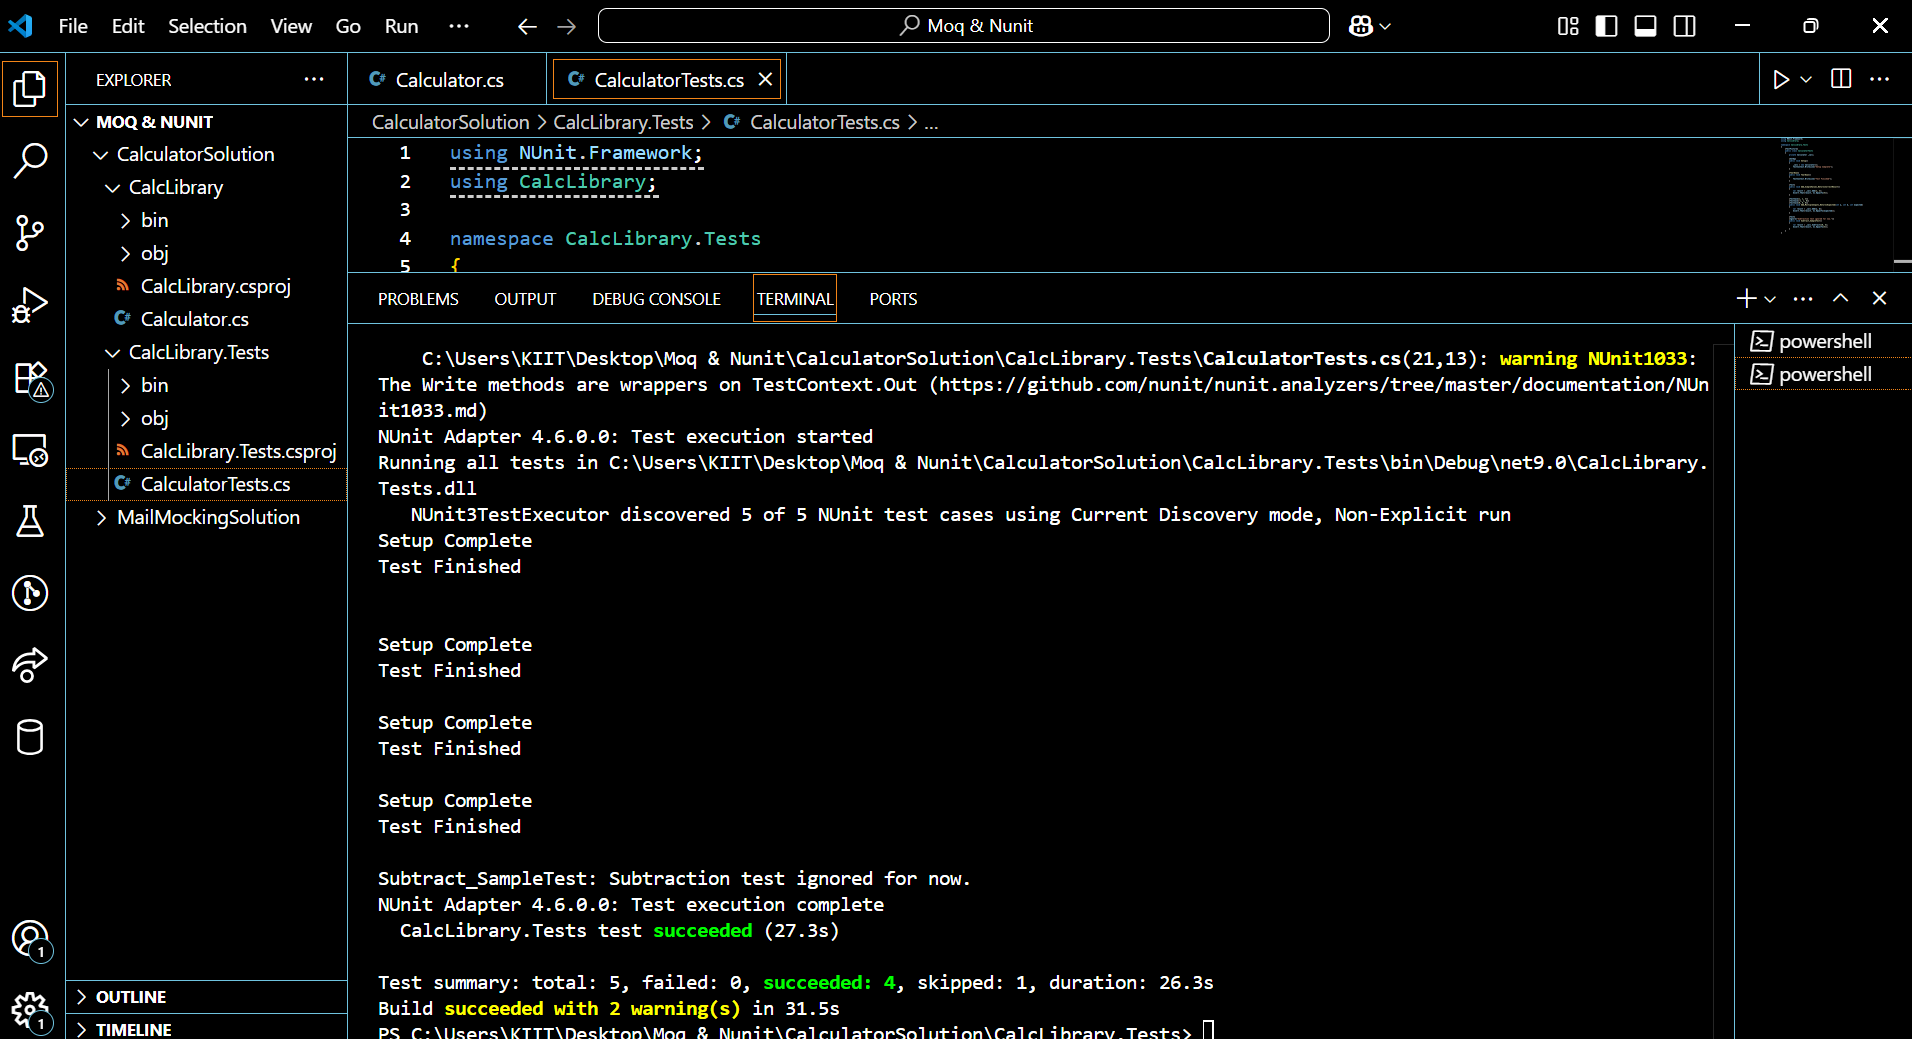 File Edit Selection View Go Run ···
Moq & Nunit
EXPLORER ···
MOQ & NUNIT
CalculatorSolution
CalcLibrary
bin
obj
CalcLibrary.csproj
Calculator.cs
CalcLibrary.Tests
bin
obj
CalcLibrary.Tests.csproj
CalculatorTests.cs
MailMockingSolution
OUTLINE
TIMELINE
1
1
Calculator.cs
CalculatorTests.cs
CalculatorSolution > CalcLibrary.Tests > CalculatorTests.cs > ...
1 using NUnit.Framework;
2 using CalcLibrary;
3
4 namespace CalcLibrary.Tests
5 {
PROBLEMS OUTPUT DEBUG CONSOLE TERMINAL PORTS
C:\Users\KIIT\Desktop\Moq & Nunit\CalculatorSolution\CalcLibrary.Tests\CalculatorTests.cs(21,13): warning NUnit1033:
The Write methods are wrappers on TestContext.Out (https://github.com/nunit/nunit.analyzers/tree/master/documentation/NUn
it1033.md)
NUnit Adapter 4.6.0.0: Test execution started
Running all tests in C:\Users\KIIT\Desktop\Moq & Nunit\CalculatorSolution\CalcLibrary.Tests\bin\Debug\net9.0\CalcLibrary.
Tests.dll
NUnit3TestExecutor discovered 5 of 5 NUnit test cases using Current Discovery mode, Non-Explicit run
Setup Complete
Test Finished
Setup Complete
Test Finished
Setup Complete
Test Finished
Setup Complete
Test Finished
Subtract_SampleTest: Subtraction test ignored for now.
NUnit Adapter 4.6.0.0: Test execution complete
CalcLibrary.Tests test succeeded (27.3s)
Test summary: total: 5, failed: 0, succeeded: 4, skipped: 1, duration: 26.3s
Build succeeded with 2 warning(s) in 31.5s
PS C:\Users\KIIT\Desktop\Moq & Nunit\CalculatorSolution\CalcLibrary.Tests>
powershell
powershell